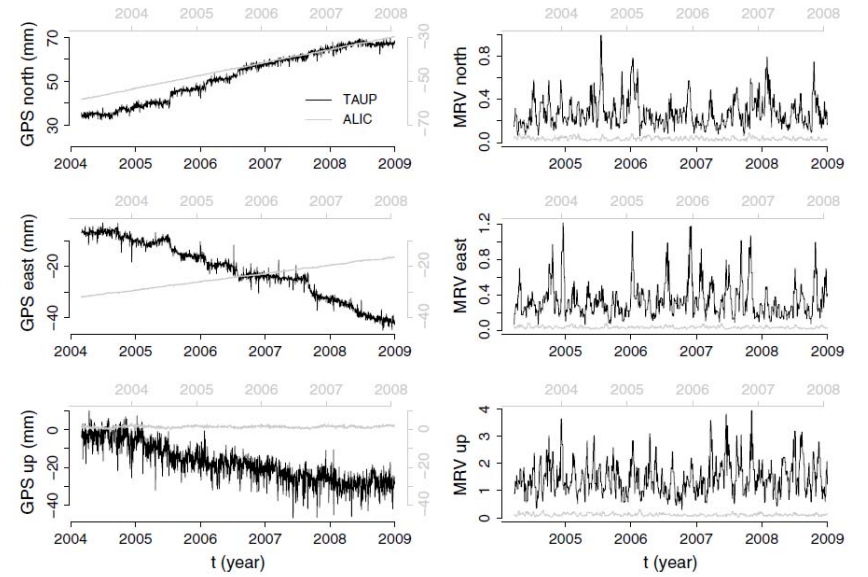 2004 2005 2006 2007 2008
GPS north (mm)
70
50
30
-30
-50
-70
TAUP
ALIC
2004 2005 2006 2007 2008 2009
2004 2005 2006 2007 2008
MRV north
0.8
0.4
0.0
2005 2006 2007 2008 2009
2004 2005 2006 2007 2008
GPS east (mm)
-20
-40
-20
-40
2004 2005 2006 2007 2008 2009
2004 2005 2006 2007 2008
MRV east
1.2
0.8
0.4
0.0
2005 2006 2007 2008 2009
2004 2005 2006 2007 2008
GPS up (mm)
0
-20
-40
0
-20
-40
2004 2005 2006 2007 2008 2009
t (year)
2004 2005 2006 2007 2008
MRV up
4
3
2
1
0
2005 2006 2007 2008 2009
t (year)